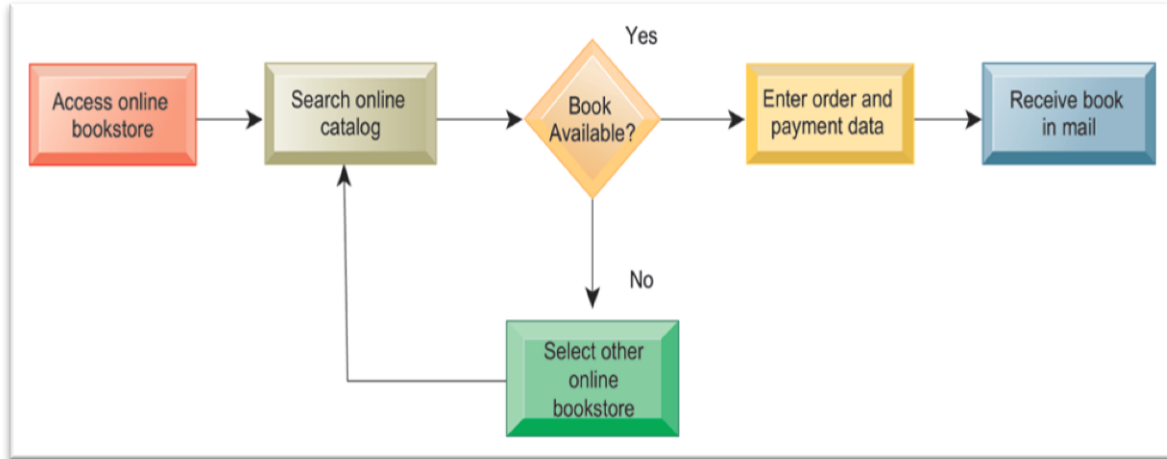 Access online
bookstore
Search online
catalog
Book
Available?
Yes
Enter order and
payment data
Receive book
in mail
No
Select other
online
bookstore